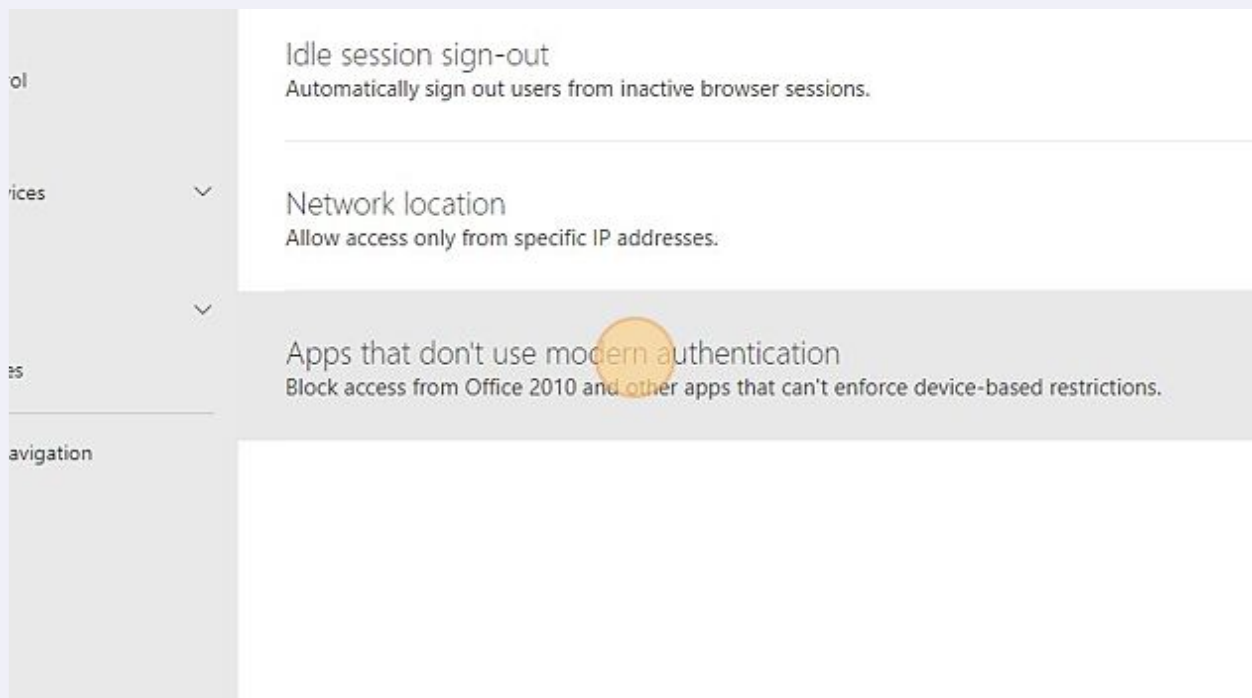 Idle session sign-out
ol
Automatically sign out users from inactive browser sessions.
ices
Network location
Allow access only from specific IP addresses.
Apps that don't use modern authentication
es
Block access from Office 2010 and other apps that can't enforce device-based restrictions.
avigation